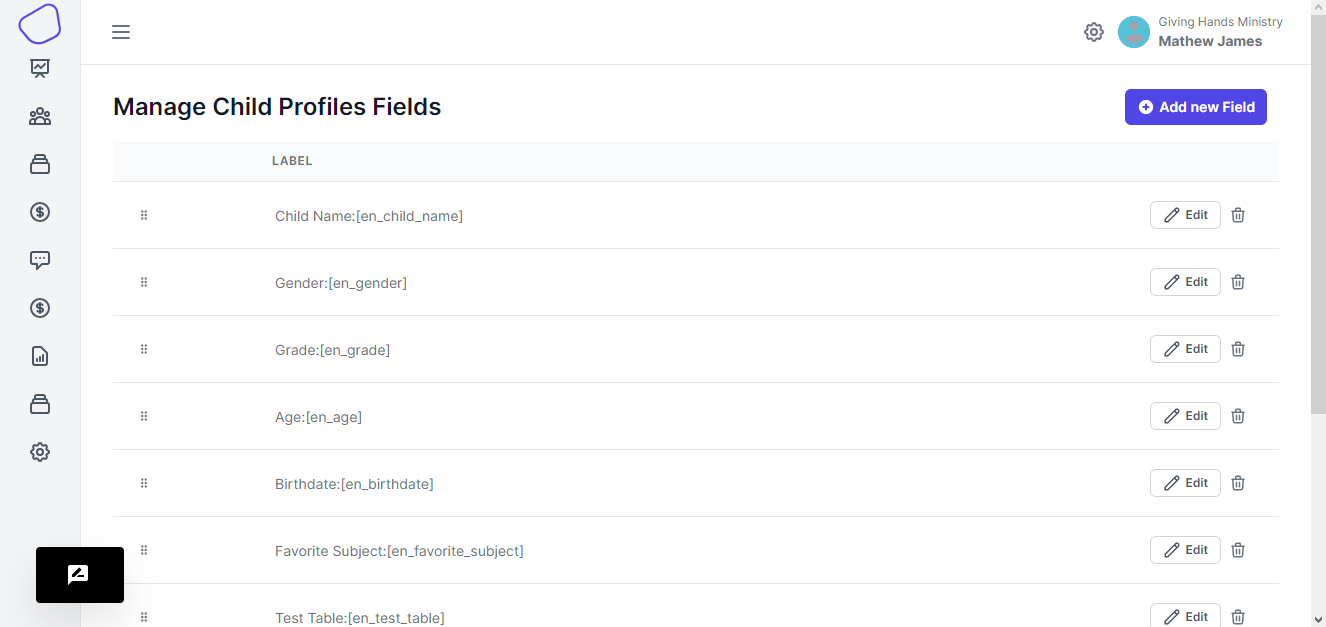 Giving Hands Ministry
Mathew James
Manage Child Profiles Fields
Add new Field
LABEL
Child Name:[en_child_name]
Edit
Gender:[en_gender]
Edit
Grade:[en_grade]
Edit
Age:[en_age]
Edit
Birthdate:[en_birthdate]
Edit
Favorite Subject:[en_favorite_subject]
Edit
Test Table:[en_test_table]
Edit